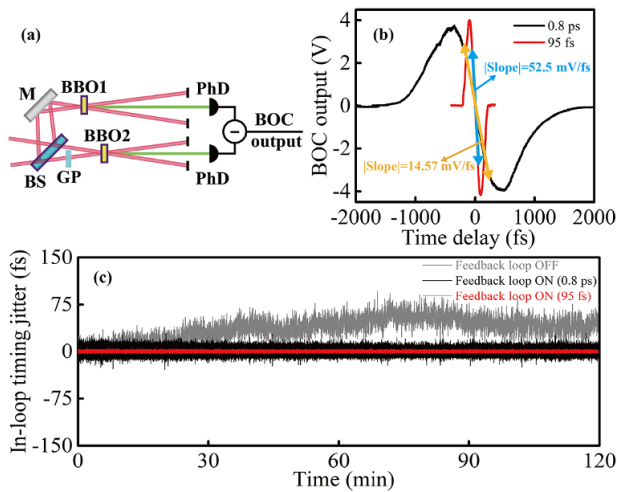 (a)
M
BBO1
PhD
BBO2
BOC
output
BS
GP
PhD
(b)
0.8 ps
95 fs
|Slope|=52.5 mV/fs
|Slope|=14.57 mV/fs
BOC output (V)
4
2
0
-2
-4
-2000 -1000 0 1000 2000
Time delay (fs)
(c)
Feedback loop OFF
Feedback loop ON (0.8 ps)
Feedback loop ON (95 fs)
In-loop timing jitter (fs)
150
75
0
-75
-150
0 30 60 90 120
Time (min)